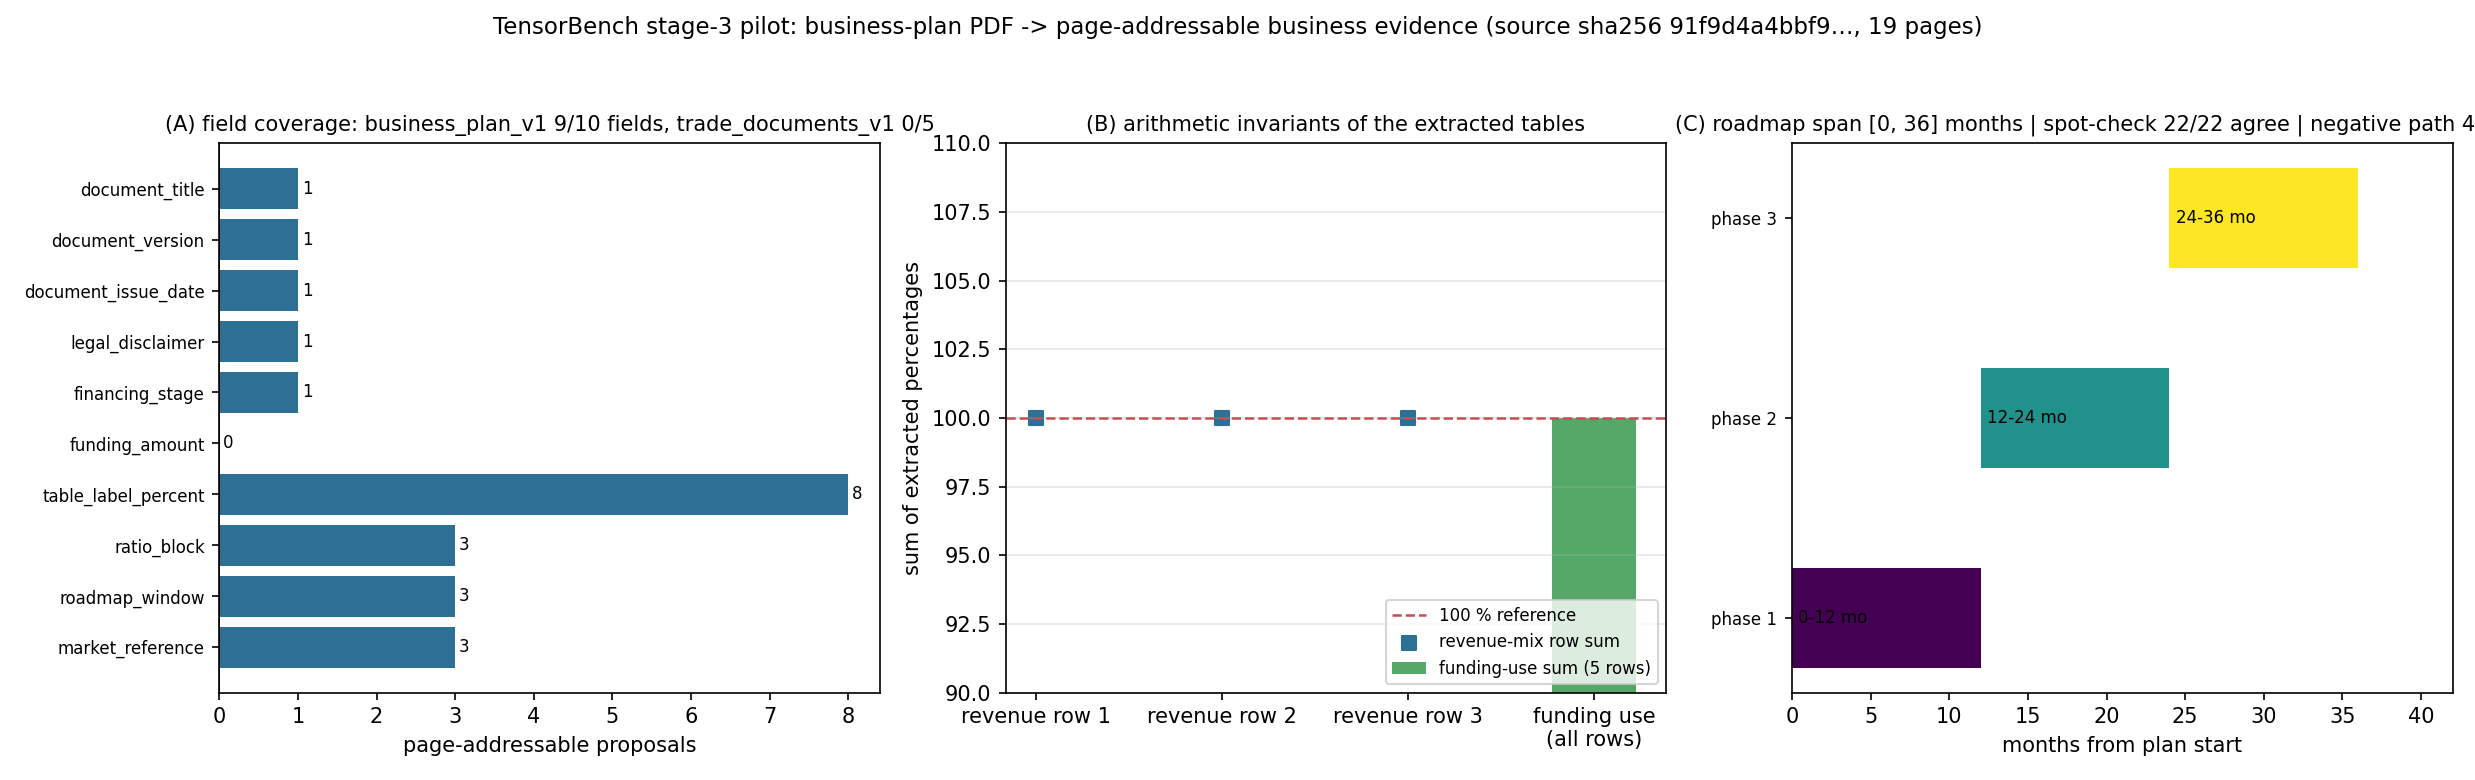 TensorBench stage-3 pilot: business-plan PDF -> page-addressable business evidence (source sha256 91f9d4a4bbf9..., 19 pages)
(A) field coverage: business_plan_v1 9/10 fields, trade_documents_v1 0/5
document_title
document_version
document_issue_date
legal_disclaimer
financing_stage
funding_amount
table_label_percent
ratio_block
roadmap_window
market_reference
1
1
1
1
1
0
8
3
3
3
0 1 2 3 4 5 6 7 8
page-addressable proposals
(B) arithmetic invariants of the extracted tables
sum of extracted percentages
110.0
107.5
105.0
102.5
100.0
97.5
95.0
92.5
90.0
100 % reference
revenue-mix row sum
funding-use sum (5 rows)
revenue row 1 revenue row 2 revenue row 3 funding use
(all rows)
(C) roadmap span [0, 36] months | spot-check 22/22 agree | negative path 4
phase 3
24-36 mo
phase 2
12-24 mo
phase 1
0-12 mo
0 5 10 15 20 25 30 35 40
months from plan start